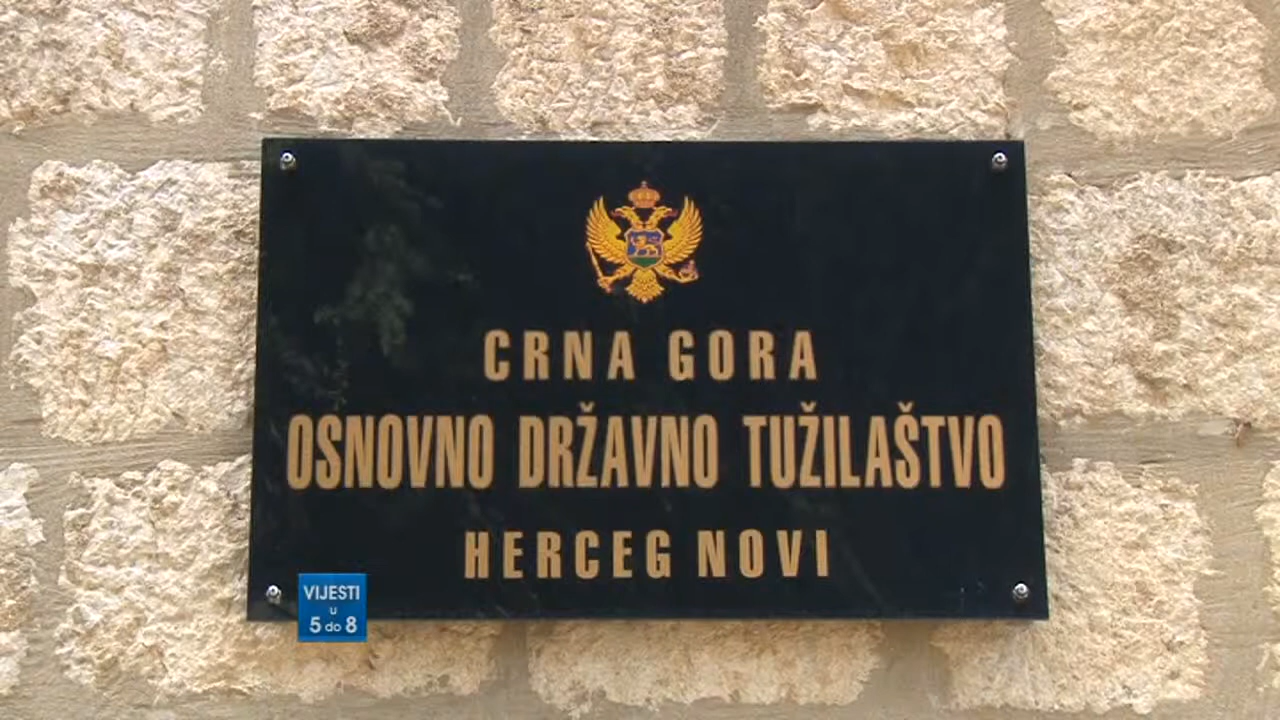 CRNA GORA
OSNOVNO DRŽAVNO TUŽILAŠTVO
HERCEG NOVI
VIJESTI
u
5 do 8